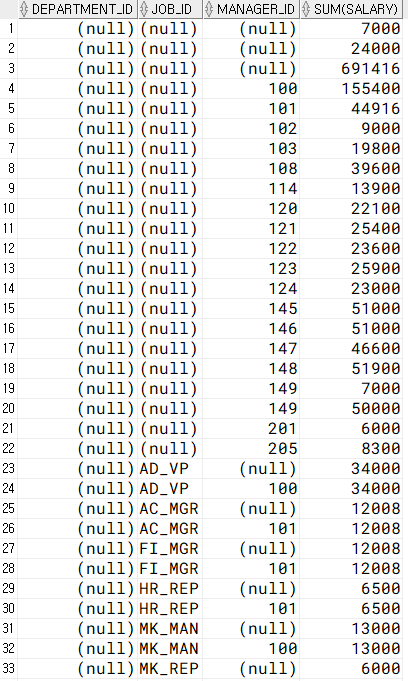 DEPARTMENT_ID JOB_ID MANAGER_ID SUM(SALARY)
1 (null) (null) (null) 7000
2 (null) (null) (null) 24000
3 (null) (null) (null) 691416
4 (null) (null) 100 155400
5 (null) (null) 101 44916
6 (null) (null) 102 9000
7 (null) (null) 103 19800
8 (null) (null) 108 39600
9 (null) (null) 114 13900
10 (null) (null) 120 22100
11 (null) (null) 121 25400
12 (null) (null) 122 23600
13 (null) (null) 123 25900
14 (null) (null) 124 23000
15 (null) (null) 145 51000
16 (null) (null) 146 51000
17 (null) (null) 147 46600
18 (null) (null) 148 51900
19 (null) (null) 149 7000
20 (null) (null) 149 50000
21 (null) (null) 201 6000
22 (null) (null) 205 8300
23 (null) AD_VP (null) 34000
24 (null) AD_VP 100 34000
25 (null) AC_MGR (null) 12008
26 (null) AC_MGR 101 12008
27 (null) FI_MGR (null) 12008
28 (null) FI_MGR 101 12008
29 (null) HR_REP (null) 6500
30 (null) HR_REP 101 6500
31 (null) MK_MAN (null) 13000
32 (null) MK_MAN 100 13000
33 (null) MK_REP (null) 6000